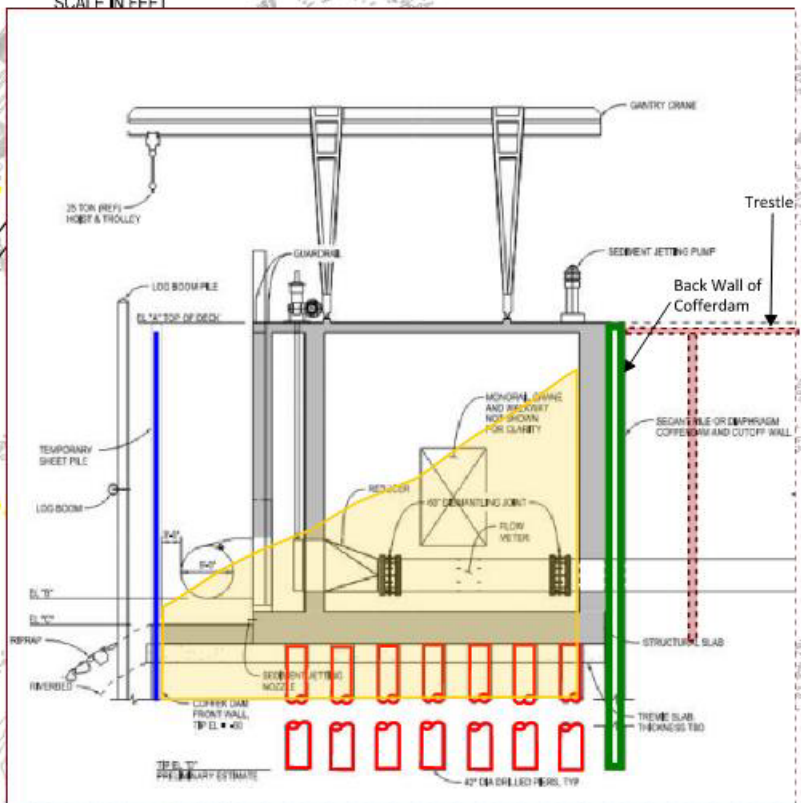 SCALE IN FEET
GANTRY CRANE
25 TON (REF)
HOIST & TROLLEY
Trestle
GUARDRAIL
SEDIMENT JETTING PUMP
LOG BOOM PILE
Back Wall of
Cofferdam
EL "A" TOP OF DECK
MONORAIL CRANE
AND WALKWAY
NOT SHOWN
FOR CLARITY
SECANT PILE OR DIAPHRAGM
COFFERDAM AND CUTOFF WALL
TEMPORARY
SHEET PILE
REDUCER
60" DISMANTLING JOINT
LOG BOOM
FLOW
METER
EL "B"
EL "C"
RIPRAP
STRUCTURAL SLAB
RIVERBED
SEDIMENT JETTING
NOZZLE
COFFER DAM
FRONT WALL,
TREMIE SLAB
THICKNESS TBD
TIP EL "D"
PRELIMINARY ESTIMATE
42" DIA DRILLED PIERS, TYP